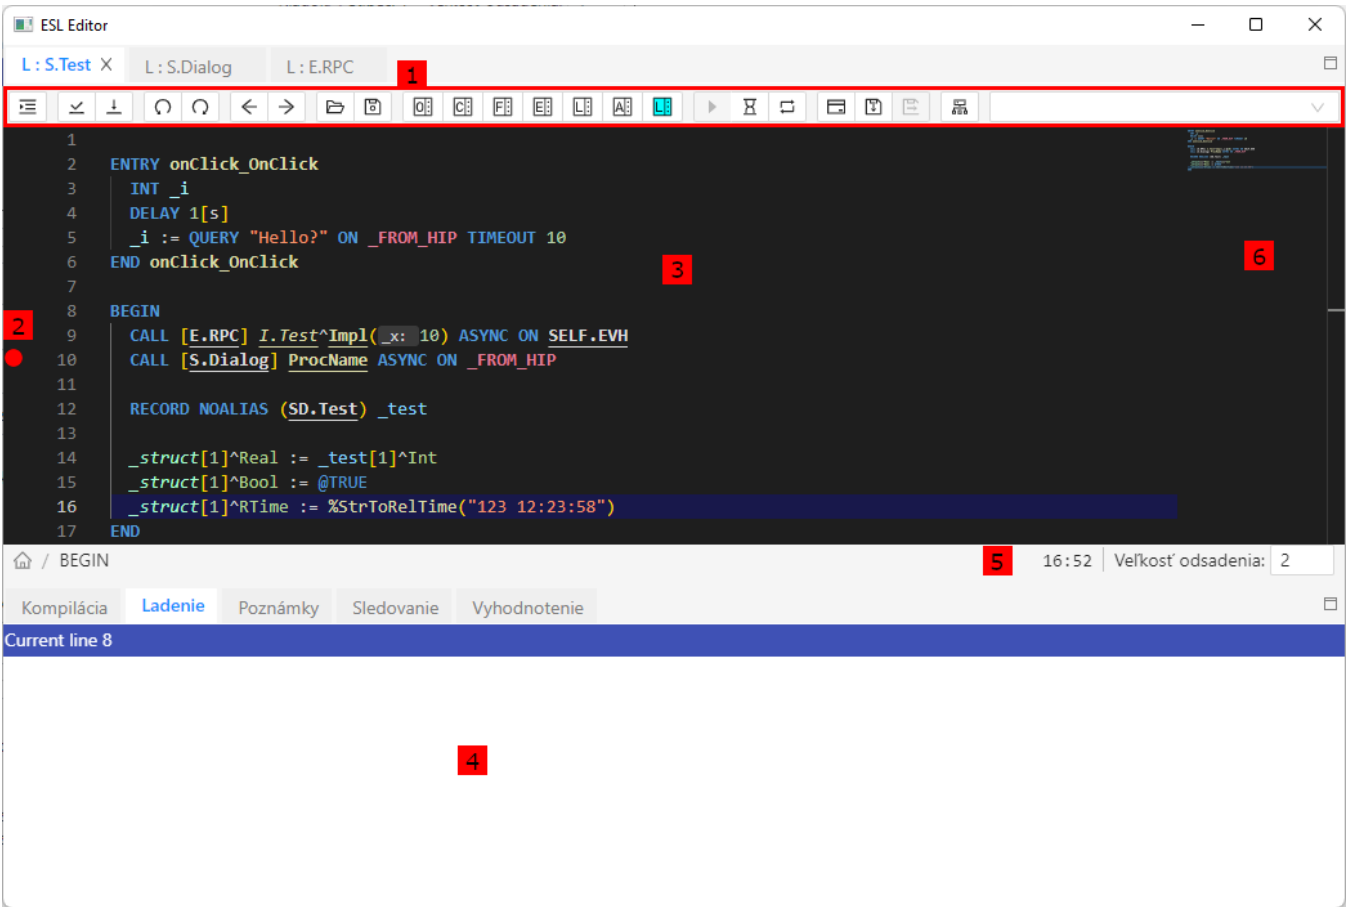 ESL Editor
L : S.Test X L : S.Dialog L : E.RPC
1
O C F E L A L
1
2 ENTRY onClick_OnClick
3 INT _i
4 DELAY 1[s]
5 _i := QUERY "Hello?" ON _FROM_HIP TIMEOUT 10
6 END onClick_OnClick
3
6
7
8 BEGIN
2
9 CALL [E.RPC] I.Test^Impl(_x: 10) ASYNC ON SELF.EVH
10 CALL [S.Dialog] ProcName ASYNC ON _FROM_HIP
11
12 RECORD NOALIAS (SD.Test) _test
13
14 _struct[1]^Real := _test[1]^Int
15 _struct[1]^Bool := @TRUE
16 _struct[1]^RTime := %StrToRelTime("123 12:23:58")
17 END
/ BEGIN 5 16:52 Veľkosť odsadenia: 2
Kompilácia Ladenie Poznámky Sledovanie Vyhodnotenie
Current line 8
4